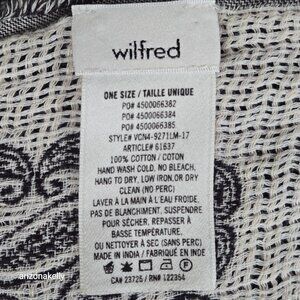 wilfred
ONE SIZE / TAILLE UNIQUE
PO# 4500066382
PO# 4500066384
PO# 4500066385
STYLE# VCN4-9271LM-17
ARTICLE# 61637
100% COTTON / COTON
HAND WASH COLD, NO BLEACH,
HANG TO DRY, LOW IRON, OR DRY
CLEAN (NO PERC)
LAVER À LA MAIN À L'EAU FROIDE,
PAS DE BLANCHIMENT, SUSPENDRE
POUR SÉCHER, REPASSER À
BASSE TEMPÉRATURE,
OU NETTOYER À SEC (SANS PERC)
MADE IN INDIA / FABRIQUÉ EN INDE
CA# 23725 / RN# 122354
arizonakelly